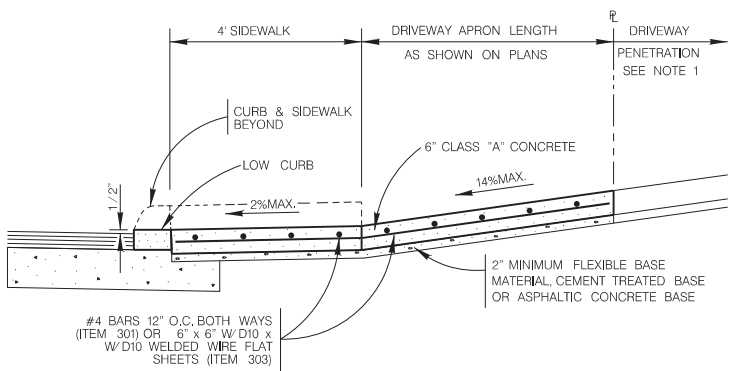 4' SIDEWALK
DRIVEWAY APRON LENGTH
AS SHOWN ON PLANS
PL
DRIVEWAY
PENETRATION
SEE NOTE 1
CURB & SIDEWALK
BEYOND
LOW CURB
6" CLASS "A" CONCRETE
1/2"
2%MAX.
14%MAX.
2" MINIMUM FLEXIBLE BASE
MATERIAL, CEMENT TREATED BASE
OR ASPHALTIC CONCRETE BASE
#4 BARS 12" O.C. BOTH WAYS
(ITEM 301) OR 6" x 6" W/D10 x
W/D10 WELDED WIRE FLAT
SHEETS (ITEM 303)